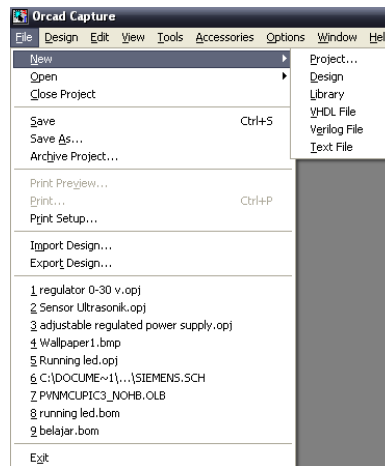 Orcad Capture
File Design Edit View Tools Accessories Options Window Hel
New
Open
Close Project
Save Ctrl+S
Save As...
Archive Project...
Print Preview...
Print... Ctrl+P
Print Setup...
Import Design...
Export Design...
1 regulator 0-30 v.opj
2 Sensor Ultrasonik.opj
3 adjustable regulated power supply.opj
4 Wallpaper1.bmp
5 Running led.opj
6 C:\DOCUME~1\...\SIEMENS.SCH
7 PVNMCUPIC3_NOHB.OLB
8 running led.bom
9 belajar.bom
Exit
Project...
Design
Library
VHDL File
Verilog File
Text File